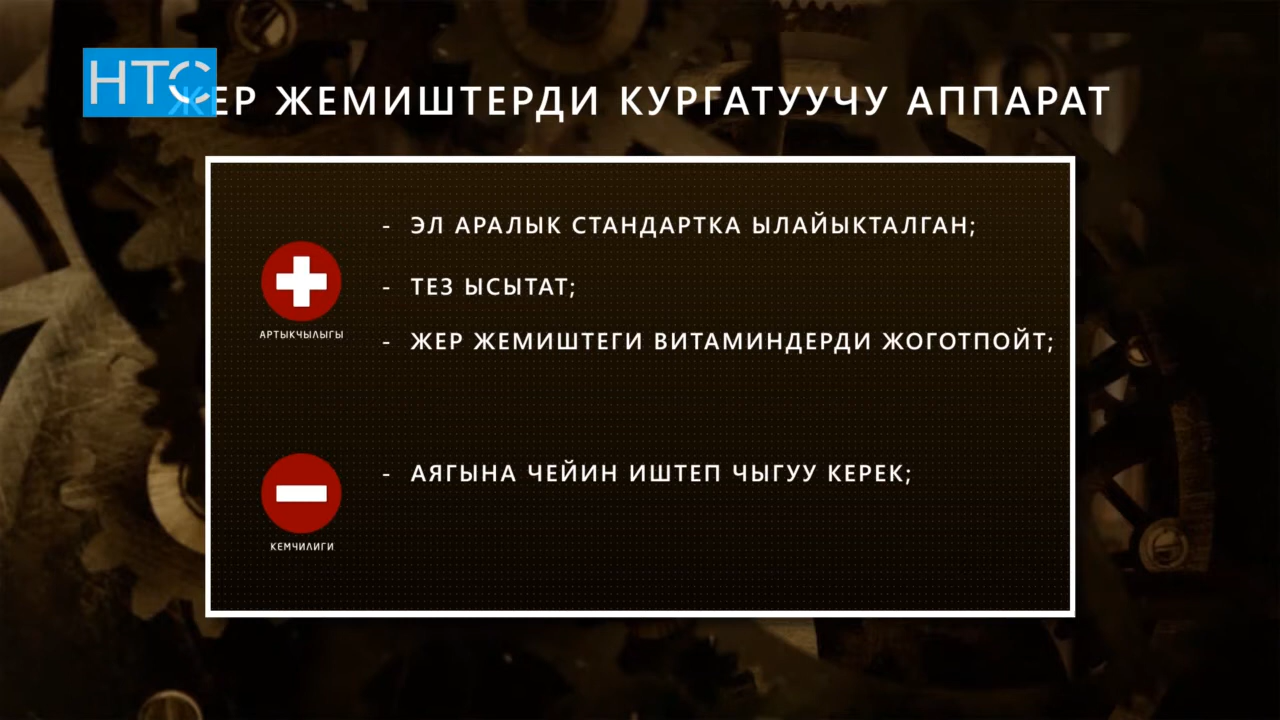 НТС
ЖЕР ЖЕМИШТЕРДИ КУРГАТУУЧУ АППАРАТ
- ЭЛ АРАЛЫК СТАНДАРТКА ЫЛАЙЫКТАЛГАН;
- ТЕЗ ЫСЫТАТ;
АРТЫКЧЫЛЫГЫ
- ЖЕР ЖЕМИШТЕГИ ВИТАМИНДЕРДИ ЖОГОТПОЙТ;
- АЯГЫНА ЧЕЙИН ИШТЕП ЧЫГУУ КЕРЕК;
КЕМЧИЛИГИ